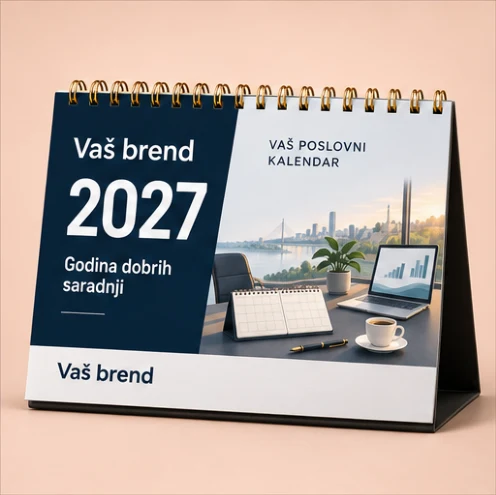 Vaš brend
2027
Godina dobrih
saradnji
VAŠ POSLOVNI
KALENDAR
Vaš brend